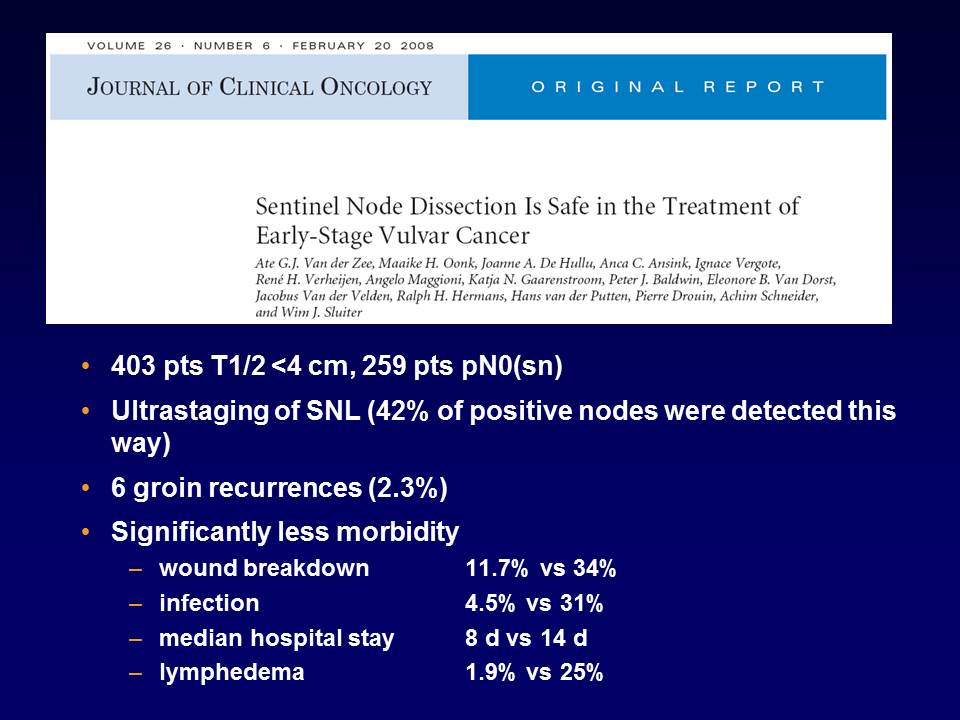 VOLUME 26 · NUMBER 6 · FEBRUARY 20 2008
JOURNAL OF CLINICAL ONCOLOGY
ORIGINAL REPORT
Sentinel Node Dissection Is Safe in the Treatment of
Early-Stage Vulvar Cancer
Ate G.J. Van der Zee, Maaike H. Oonk, Joanne A. De Hullu, Anca C. Ansink, Ignace Vergote,
René H. Verheijen, Angelo Maggioni, Katja N. Gaarenstroom, Peter J. Baldwin, Eleonore B. Van Dorst,
Jacobus Van der Velden, Ralph H. Hermans, Hans van der Putten, Pierre Drouin, Achim Schneider,
and Wim J. Sluiter
• 403 pts T1/2 <4 cm, 259 pts pN0(sn)
• Ultrastaging of SNL (42% of positive nodes were detected this
way)
• 6 groin recurrences (2.3%)
• Significantly less morbidity
– wound breakdown 11.7% vs 34%
– infection 4.5% vs 31%
– median hospital stay 8 d vs 14 d
– lymphedema 1.9% vs 25%